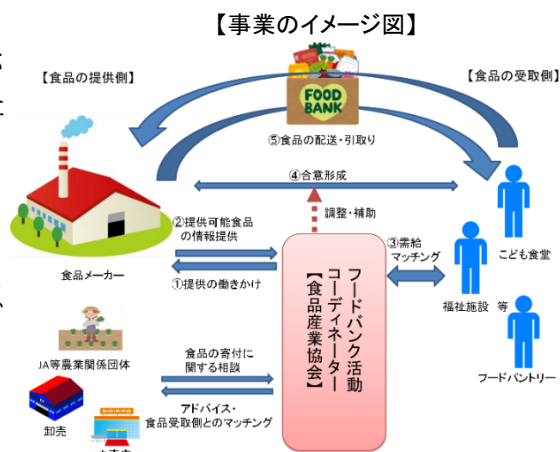 【事業のイメージ図】
【食品の提供側】
【食品の受取側】
FOOD
BANK
⑤食品の配送・引取り
④合意形成
調整・補助
②提供可能食品
の情報提供
①提供の働きかけ
③需給
マッチング
食品メーカー
こども食堂
福祉施設 等
フードバントリー
フードバンク活動
コーディネーター
【食品産業協会】
JA等農業関係団体
食品の寄付に
関する相談
アドバイス・
食品受取側とのマッチング
卸売